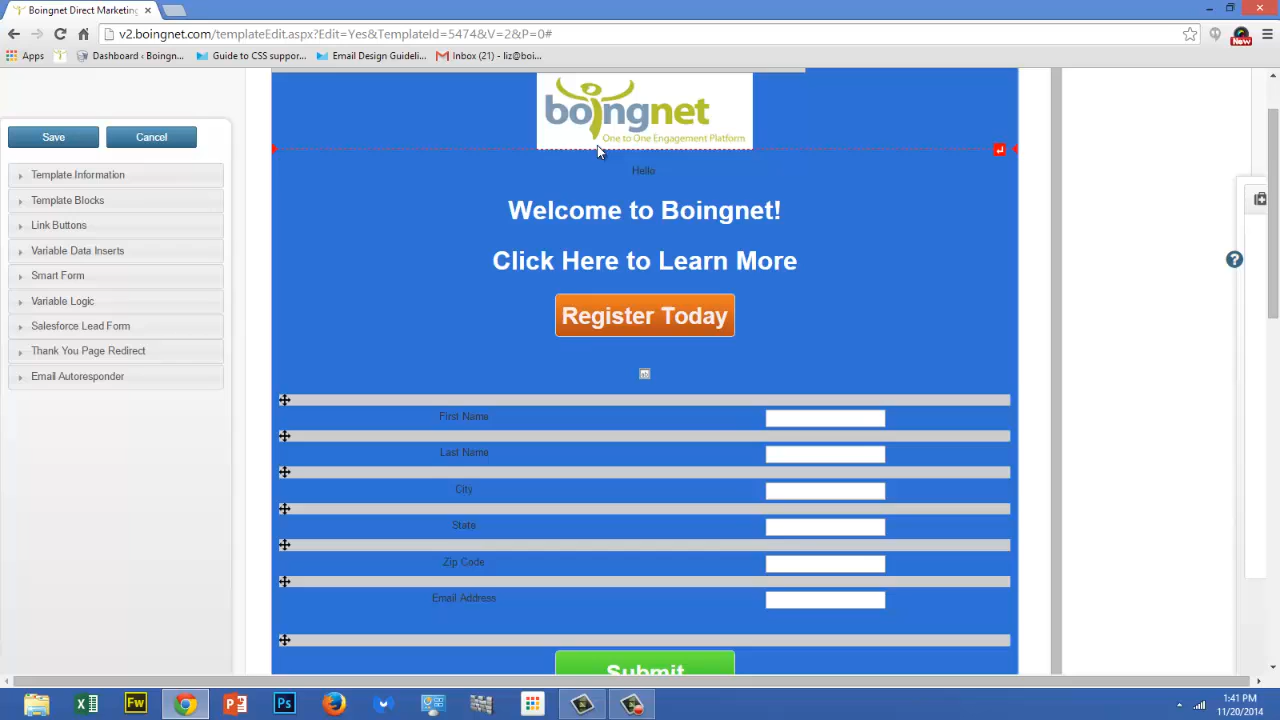 Boingnet Direct Marketing
v2.boingnet.com/templateEdit.aspx?Edit=Yes&TemplateId=5474&V=2&P=0#
New
Apps
Dashboard ‹ Boingn...
Guide to CSS support...
Email Design Guideli...
Inbox (21) - liz@boi...
Save
Cancel
Template Information
Template Blocks
Link Buttons
Variable Data Inserts
Smart Form
Variable Logic
Salesforce Lead Form
Thank You Page Redirect
Email Autoresponder
boingnet
One to One Engagement Platform
Hello
Welcome to Boingnet!
Click Here to Learn More
Register Today
First Name
Last Name
City
State
Zip Code
Email Address
Submit
?
Fw
Ps
1:41 PM
11/20/2014